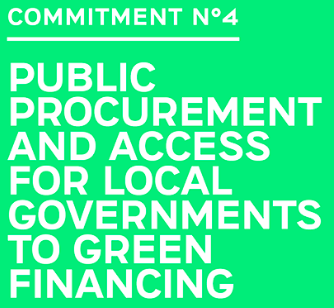 COMMITMENT N°4
PUBLIC
PROCUREMENT
AND ACCESS
FOR LOCAL
GOVERNMENTS
TO GREEN
FINANCING